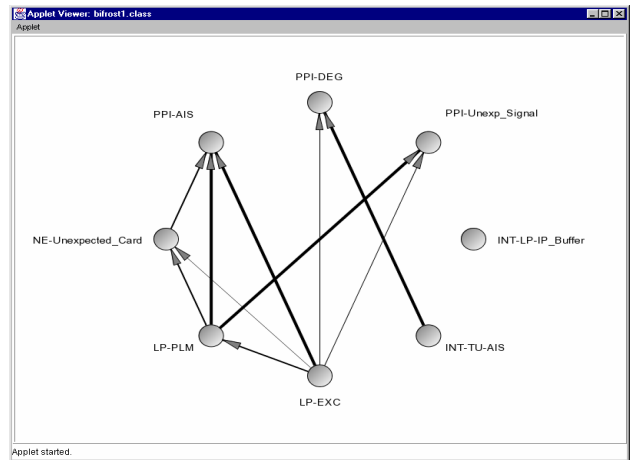 Applet Viewer: bifrost1.class
Applet
PPI-DEG
PPI-AIS
PPI-Unexp_Signal
NE-Unexpected_Card
INT-LP-IP_Buffer
LP-PLM
INT-TU-AIS
LP-EXC
Applet started.